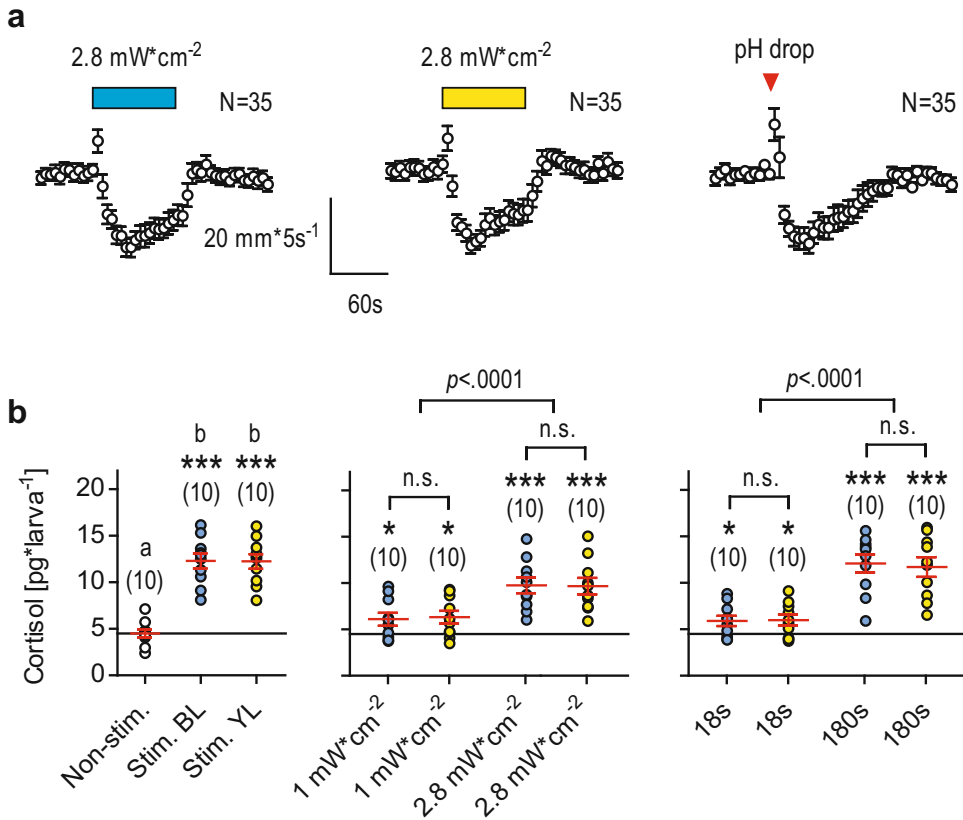 a
2.8 mW*cm-2
N=35
2.8 mW*cm-2
N=35
pH drop
N=35
20 mm*5s-1
60s
b
Cortisol [pg*larva-1]
20
15
10
5
0
a
(10)
b
***
(10)
b
***
(10)
Non-stim.
Stim. BL
Stim. YL
p<.0001
n.s.
n.s.
*
(10)
*
(10)
***
(10)
***
(10)
1 mW*cm-2
1 mW*cm-2
2.8 mW*cm-2
2.8 mW*cm-2
p<.0001
n.s.
n.s.
*
(10)
*
(10)
***
(10)
***
(10)
18s
18s
180s
180s